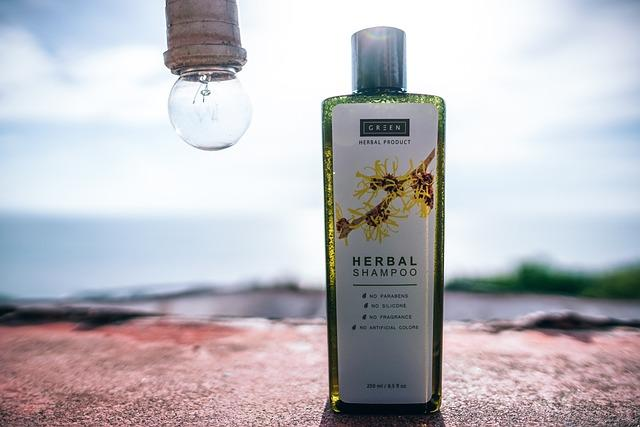 GREEN
HERBAL PRODUCT
HERBAL
SHAMPOO
NO PARABENS
NO SILICONE
NO FRAGRANCE
NO ARTIFICIAL COLORS
250 ml / 8.5 fl oz